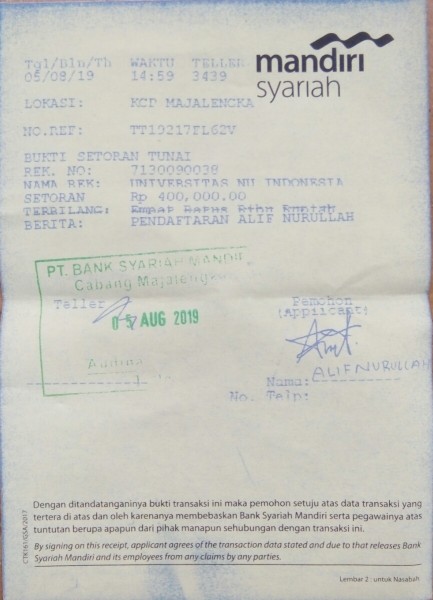 mandiri
syariah
Tgl/Bln/Th WAKTU TELLER
05/08/19 14:59 3439
LOKASI: KCP MAJALENGKA
NO.REF: TT19217FL62V
BUKTI SETORAN TUNAI
REK. NO: 7130090038
NAMA REK: UNIVERSITAS NU INDONESIA
SETORAN Rp 400,000.00
TERBILANG: Empat Ratus Ribu Rupiah
BERITA: PENDAFTARAN ALIF NURULLAH
PT. BANK SYARIAH MANDIRI
Cabang Majalengka
Teller
05 AUG 2019
Pemohon
(Applicant)
Nama: ALIF NURULLAH
No. Telp:
Dengan ditandatanganinya bukti transaksi ini maka pemohon setuju atas data transaksi yang
tertera di atas dan oleh karenanya membebaskan Bank Syariah Mandiri serta pegawainya atas
tuntutan berupa apapun dari pihak manapun sehubungan dengan transaksi ini.
By signing on this receipt, applicant agrees of the transaction data stated and due to that releases Bank
Syariah Mandiri and its employees from any claims by any parties.
Lembar 2 : untuk Nasabah